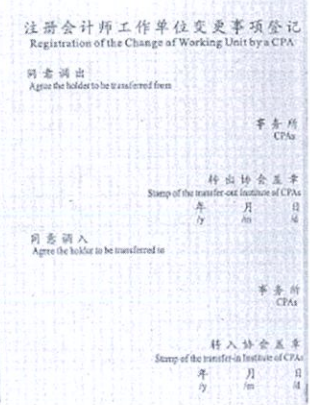 注册会计师工作单位变更事项登记
Registration of the Change of Working Unit by a CPA
同意调出
Agree the holder to be transferred from
事务所
CPAs
转出协会盖章
Stamp of the transfer-out Institute of CPAs
年 月 日
/y /m /d
同意调入
Agree the holder to be transferred to
事务所
CPAs
转入协会盖章
Stamp of the transfer-in Institute of CPAs
年 月 日
/y /m /d